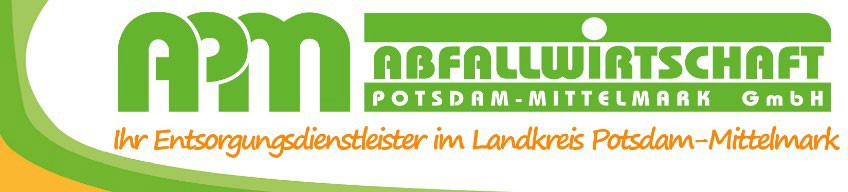 APM
ABFALLWIRTSCHAFT
POTSDAM-MITTELMARK GmbH
Ihr Entsorgungsdienstleister im Landkreis Potsdam-Mittelmark